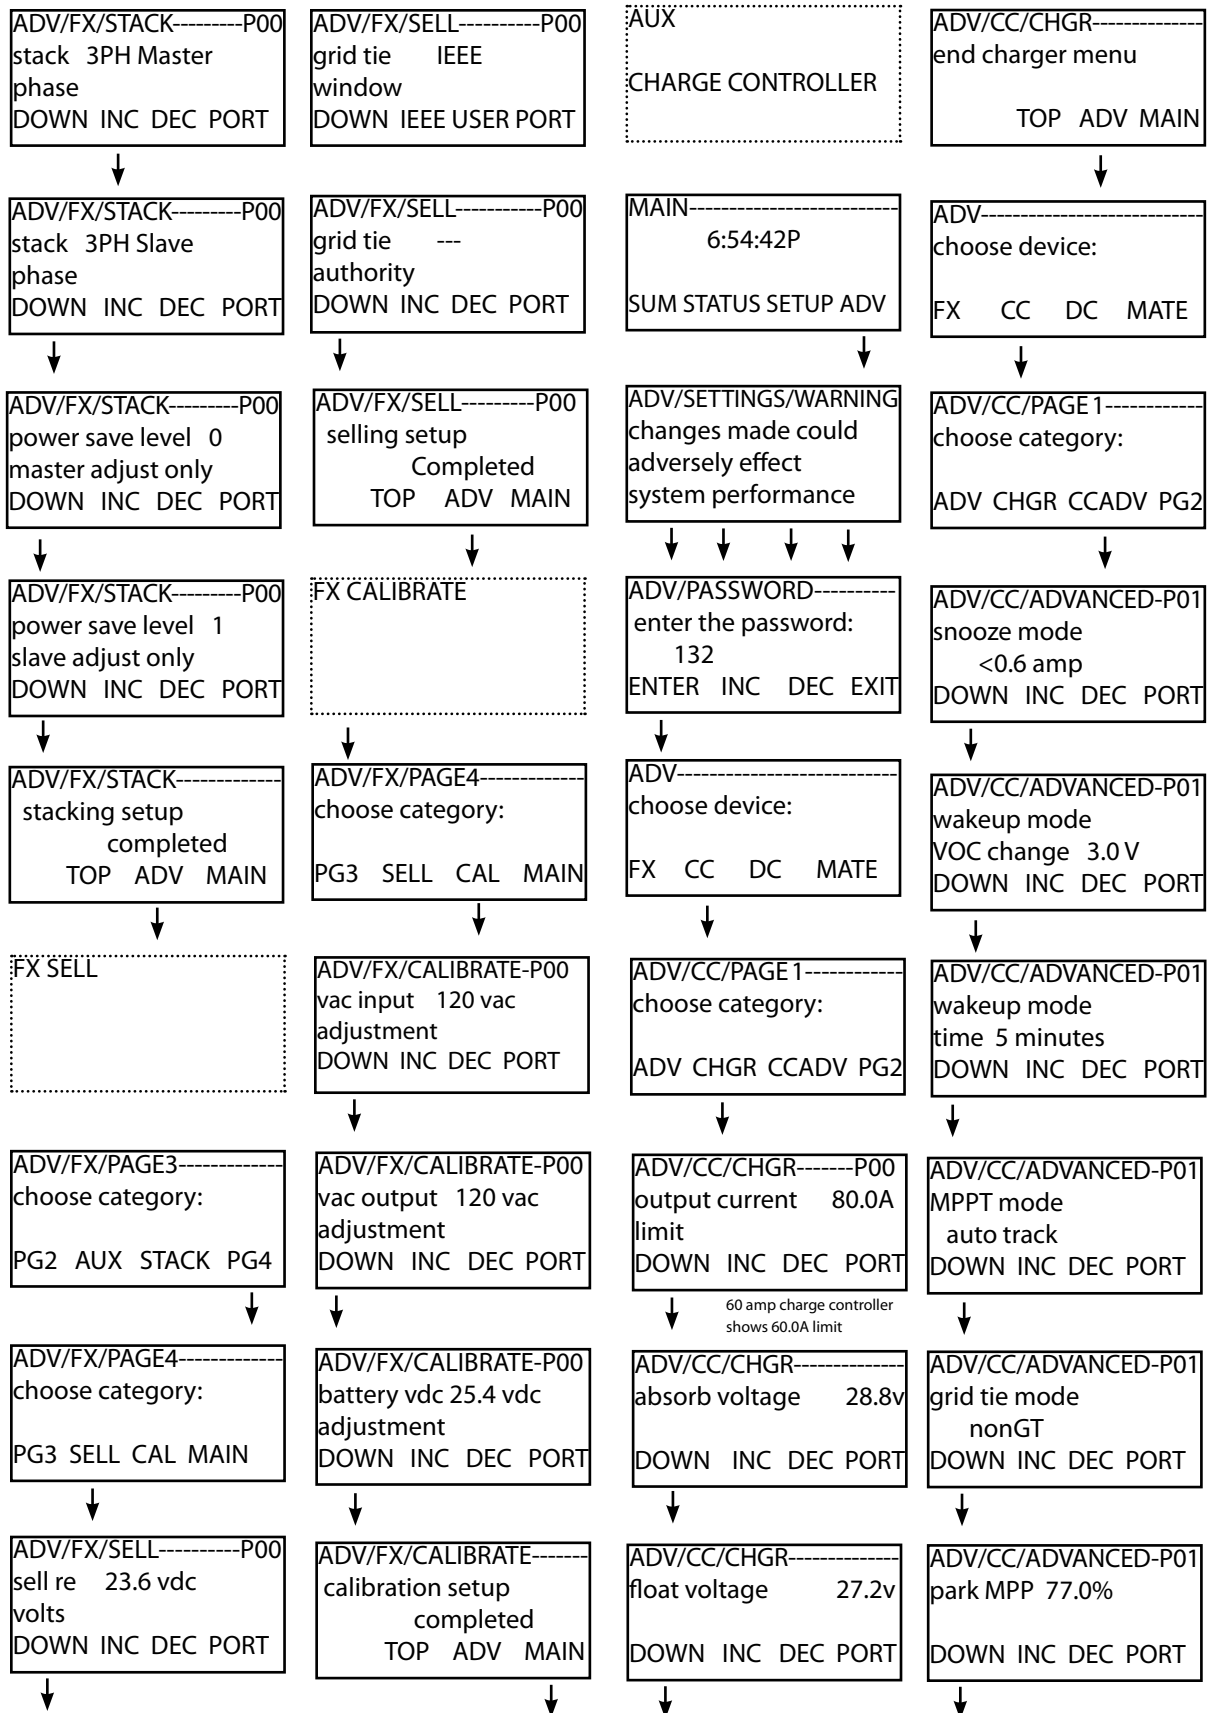 ADV/FX/STACK---------P00
stack 3PH Master
phase
DOWN INC DEC PORT
ADV/FX/STACK---------P00
stack 3PH Slave
phase
DOWN INC DEC PORT
ADV/FX/STACK---------P00
power save level 0
master adjust only
DOWN INC DEC PORT
ADV/FX/STACK---------P00
power save level 1
slave adjust only
DOWN INC DEC PORT
ADV/FX/STACK-------------
stacking setup
completed
TOP ADV MAIN
FX SELL
ADV/FX/PAGE3-------------
choose category:
PG2 AUX STACK PG4
ADV/FX/PAGE4-------------
choose category:
PG3 SELL CAL MAIN
ADV/FX/SELL----------P00
sell re 23.6 vdc
volts
DOWN INC DEC PORT
ADV/FX/SELL----------P00
grid tie IEEE
window
DOWN IEEE USER PORT
ADV/FX/SELL-----------P00
grid tie ---
authority
DOWN INC DEC PORT
ADV/FX/SELL---------P00
selling setup
Completed
TOP ADV MAIN
FX CALIBRATE
ADV/FX/PAGE4-------------
choose category:
PG3 SELL CAL MAIN
ADV/FX/CALIBRATE-P00
vac input 120 vac
adjustment
DOWN INC DEC PORT
ADV/FX/CALIBRATE-P00
vac output 120 vac
adjustment
DOWN INC DEC PORT
ADV/FX/CALIBRATE-P00
battery vdc 25.4 vdc
adjustment
DOWN INC DEC PORT
ADV/FX/CALIBRATE-------
calibration setup
completed
TOP ADV MAIN
AUX
CHARGE CONTROLLER
MAIN--------------------------
6:54:42P
SUM STATUS SETUP ADV
ADV/SETTINGS/WARNING
changes made could
adversely effect
system performance
ADV/PASSWORD----------
enter the password:
132
ENTER INC DEC EXIT
ADV---------------------------
choose device:
FX CC DC MATE
ADV/CC/PAGE1------------
choose category:
ADV CHGR CCADV PG2
ADV/CC/CHGR-------P00
output current 80.0A
limit
DOWN INC DEC PORT
60 amp charge controller
shows 60.0A limit
ADV/CC/CHGR--------------
absorb voltage 28.8v
DOWN INC DEC PORT
ADV/CC/CHGR--------------
float voltage 27.2v
DOWN INC DEC PORT
ADV/CC/CHGR--------------
end charger menu
TOP ADV MAIN
ADV---------------------------
choose device:
FX CC DC MATE
ADV/CC/PAGE1------------
choose category:
ADV CHGR CCADV PG2
ADV/CC/ADVANCED-P01
snooze mode
<0.6 amp
DOWN INC DEC PORT
ADV/CC/ADVANCED-P01
wakeup mode
VOC change 3.0 V
DOWN INC DEC PORT
ADV/CC/ADVANCED-P01
wakeup mode
time 5 minutes
DOWN INC DEC PORT
ADV/CC/ADVANCED-P01
MPPT mode
auto track
DOWN INC DEC PORT
ADV/CC/ADVANCED-P01
grid tie mode
nonGT
DOWN INC DEC PORT
ADV/CC/ADVANCED-P01
park MPP 77.0%
DOWN INC DEC PORT